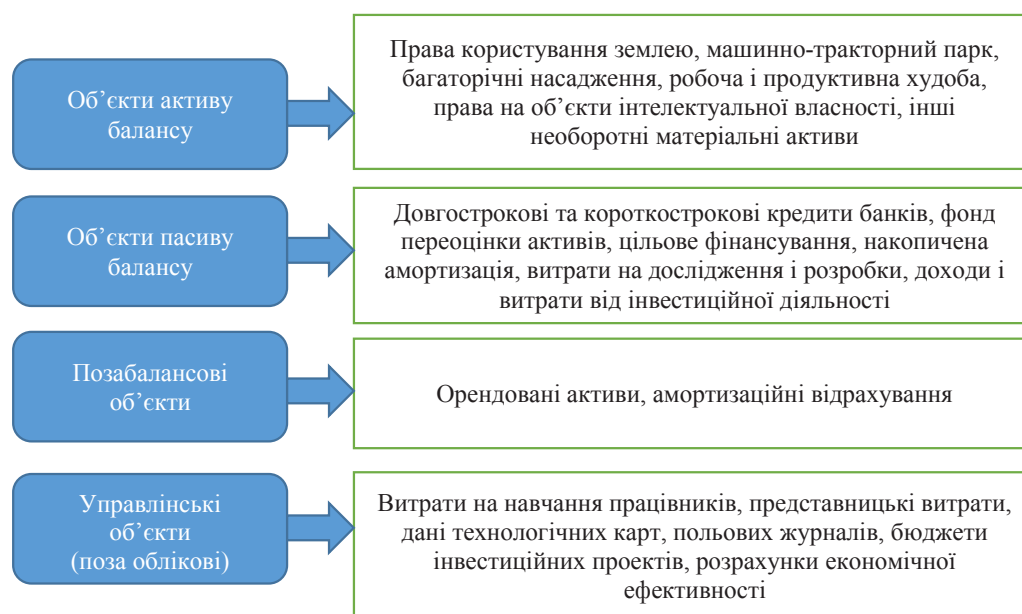 Об’єкти активу
балансу
Права користування землею, машинно-тракторний парк,
багаторічні насадження, робоча і продуктивна худоба,
права на об’єкти інтелектуальної власності, інші
необоротні матеріальні активи
Об’єкти пасиву
балансу
Довгострокові та короткострокові кредити банків, фонд
переоцінки активів, цільове фінансування, накопичена
амортизація, витрати на дослідження і розробки, доходи і
витрати від інвестиційної діяльності
Позабалансові
об’єкти
Орендовані активи, амортизаційні відрахування
Управлінські
об’єкти
(поза облікові)
Витрати на навчання працівників, представницькі витрати,
дані технологічних карт, польових журналів, бюджети
інвестиційних проектів, розрахунки економічної
ефективності